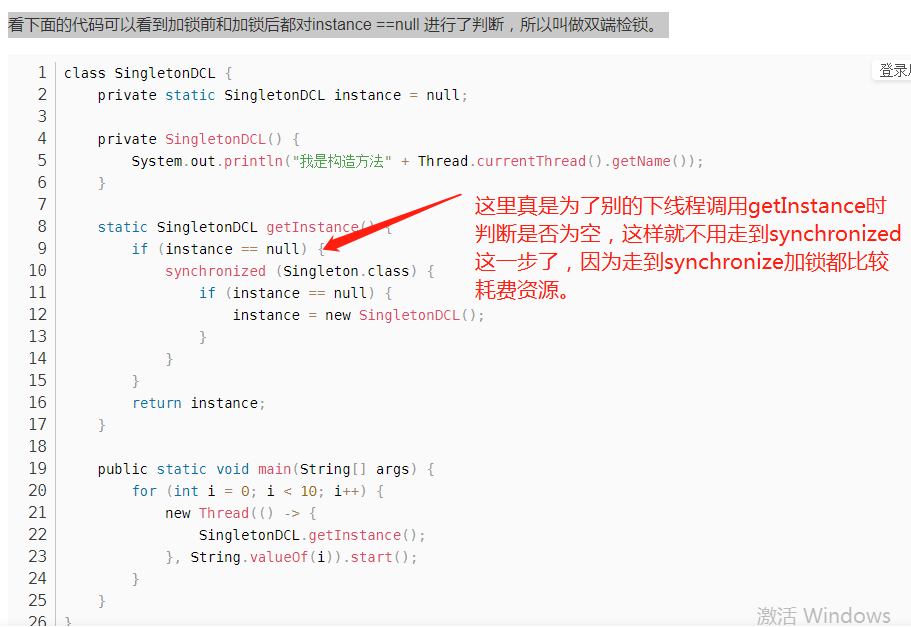 看下面的代码可以看到加锁前和加锁后都对instance ==null 进行了判断，所以叫做双端检锁。
登录
1 class SingletonDCL {
2 private static SingletonDCL instance = null;
3
4 private SingletonDCL() {
5 System.out.println("我是构造方法" + Thread.currentThread().getName());
6 }
7
8 static SingletonDCL getInstance() {
9 if (instance == null) {
10 synchronized (Singleton.class) {
11 if (instance == null) {
12 instance = new SingletonDCL();
13 }
14 }
15 }
16 return instance;
17 }
18
19 public static void main(String[] args) {
20 for (int i = 0; i < 10; i++) {
21 new Thread(() -> {
22 SingletonDCL.getInstance();
23 }, String.valueOf(i)).start();
24 }
25 }
26 }
这里真是为了别的下线程调用getInstance时
判断是否为空，这样就不用走到synchronized
这一步了，因为走到synchronize加锁都比较
耗费资源。
激活 Windows